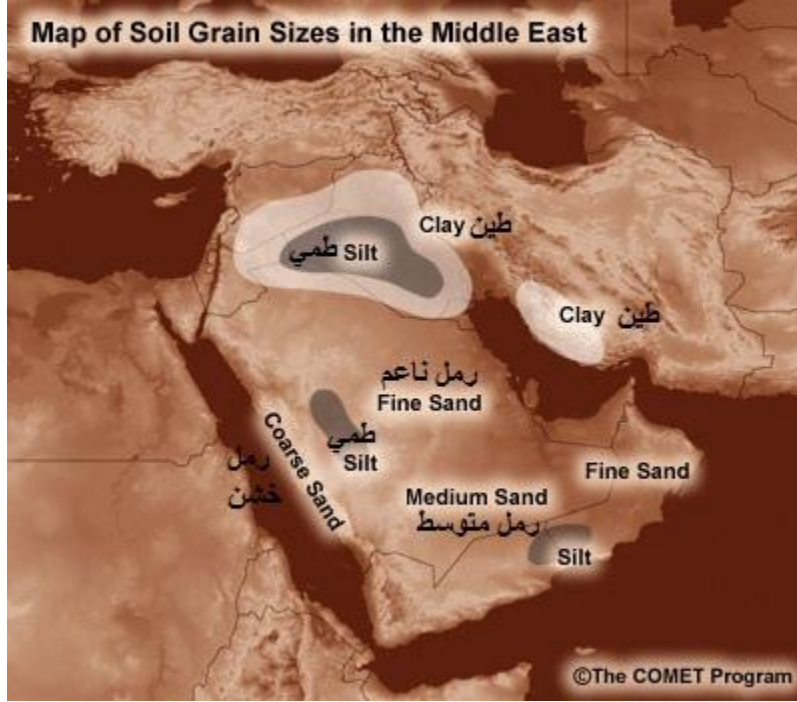 Map of Soil Grain Sizes in the Middle East
Clay طين
طمي Silt
Clay طين
رمل ناعم
Fine Sand
Coarse Sand
رمل
خشن
طمي
Silt
Fine Sand
Medium Sand
رمل متوسط
Silt
©The COMET Program